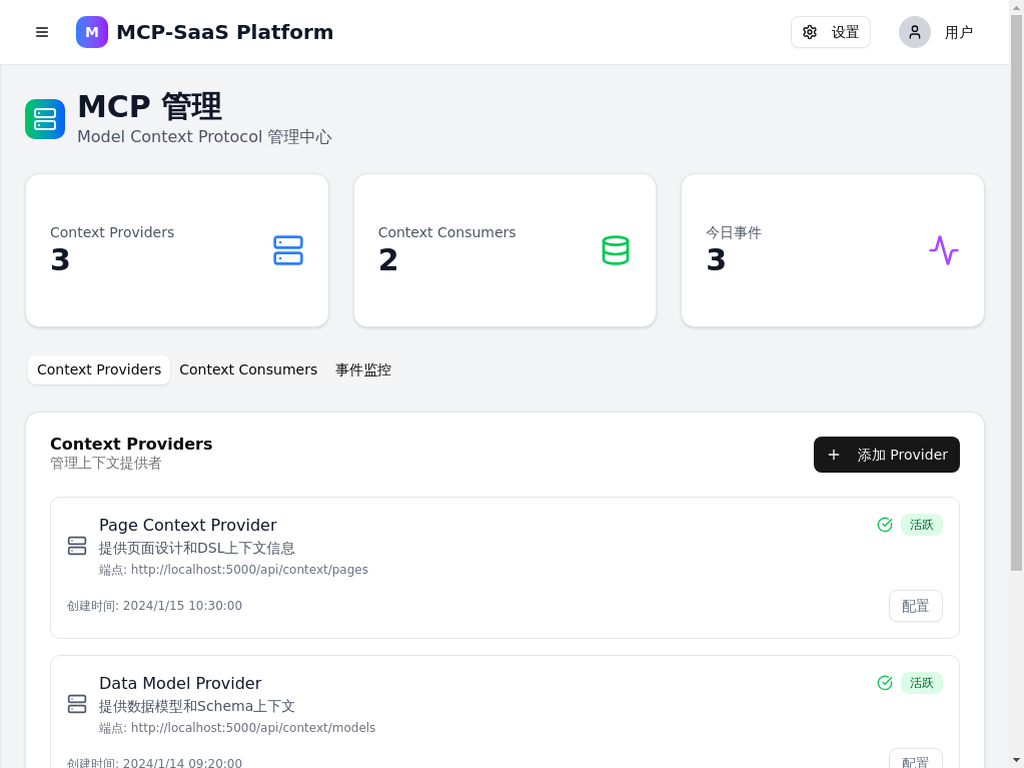 M MCP-SaaS Platform 设置 用户
MCP 管理
Model Context Protocol 管理中心
Context Providers
3
Context Consumers
2
今日事件
3
Context Providers Context Consumers 事件监控
Context Providers
管理上下文提供者
+ 添加 Provider
Page Context Provider
活跃
提供页面设计和DSL上下文信息
端点: http://localhost:5000/api/context/pages
创建时间: 2024/1/15 10:30:00
配置
Data Model Provider
活跃
提供数据模型和Schema上下文
端点: http://localhost:5000/api/context/models
创建时间: 2024/1/14 09:20:00
配置